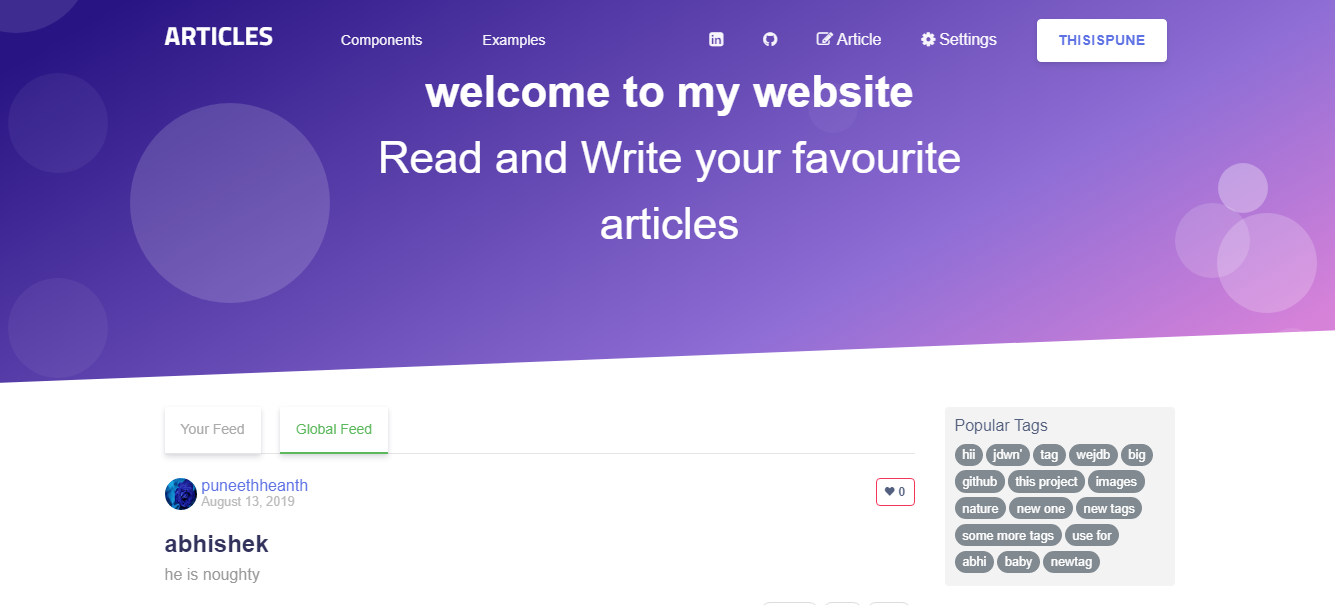 ARTICLES Components Examples Article Settings THISISPUNE
welcome to my website
Read and Write your favourite
articles
Your Feed Global Feed
puneethheanth
August 13, 2019
0
abhishek
he is noughty
Popular Tags
hii jdwn' tag wejdb big
github this project images
nature new one new tags
some more tags use for
abhi baby newtag